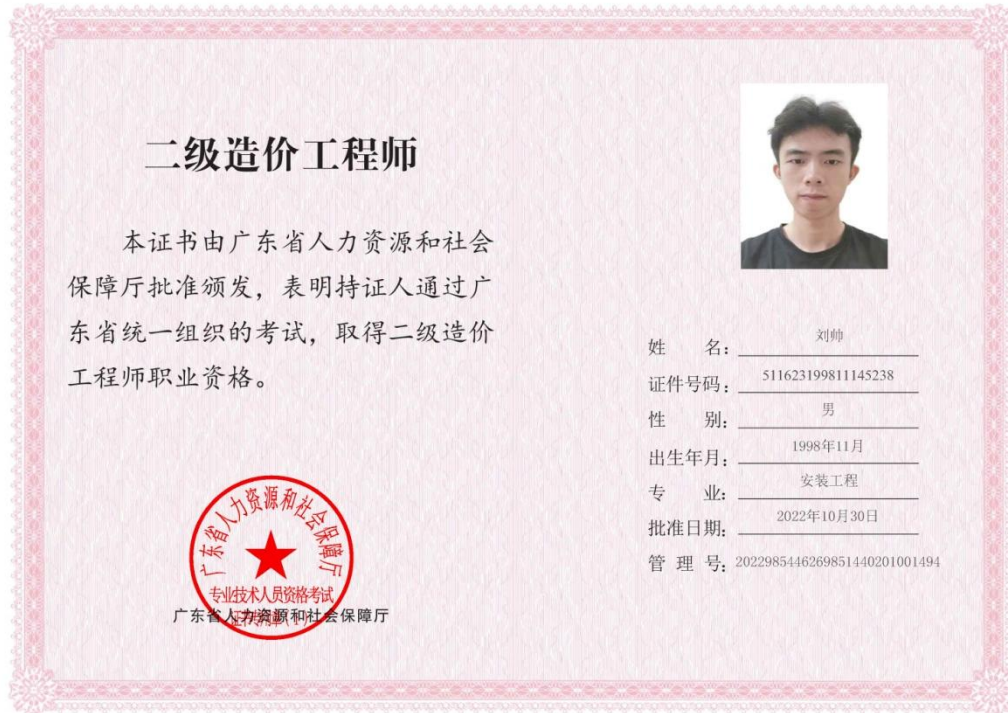 二级造价工程师
本证书由广东省人力资源和社会
保障厅批准颁发，表明持证人通过广
东省统一组织的考试，取得二级造价
工程师职业资格。
广东省人力资源和社会保障厅
专业技术人员资格考试
广东省人力资源和社会保障厅
姓 名：刘帅
证件号码：511623199811145238
性 别：男
出生年月：1998年11月
专 业：安装工程
批准日期：2022年10月30日
管 理 号：20229854462698514402010​01494